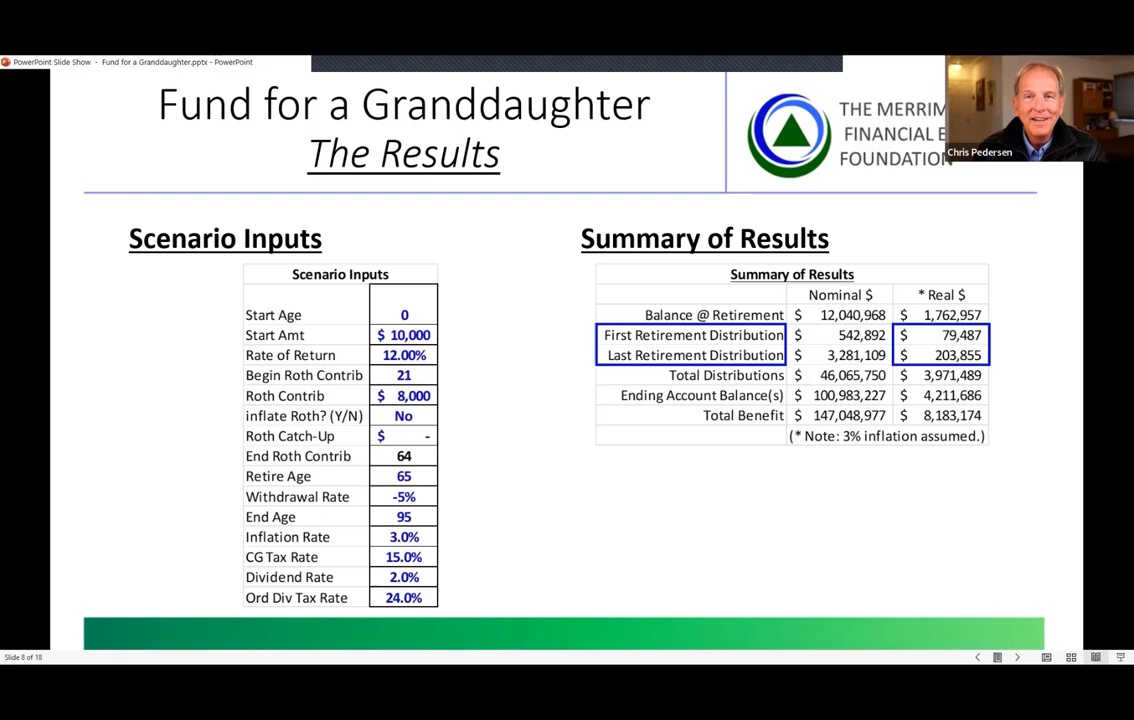 PowerPoint Slide Show - Fund for a Granddaughter.pptx - PowerPoint
Fund for a Granddaughter
The Results
THE MERRIM
FINANCIAL E
FOUNDATION
Chris Pedersen
Scenario Inputs
Scenario Inputs
Start Age 0
Start Amt $ 10,000
Rate of Return 12.00%
Begin Roth Contrib 21
Roth Contrib $ 8,000
inflate Roth? (Y/N) No
Roth Catch-Up $ -
End Roth Contrib 64
Retire Age 65
Withdrawal Rate -5%
End Age 95
Inflation Rate 3.0%
CG Tax Rate 15.0%
Dividend Rate 2.0%
Ord Div Tax Rate 24.0%
Summary of Results
Summary of Results
Nominal $ * Real $
Balance @ Retirement $ 12,040,968 $ 1,762,957
First Retirement Distribution $ 542,892 $ 79,487
Last Retirement Distribution $ 3,281,109 $ 203,855
Total Distributions $ 46,065,750 $ 3,971,489
Ending Account Balance(s) $ 100,983,227 $ 4,211,686
Total Benefit $ 147,048,977 $ 8,183,174
(* Note: 3% inflation assumed.)
Slide 8 of 18